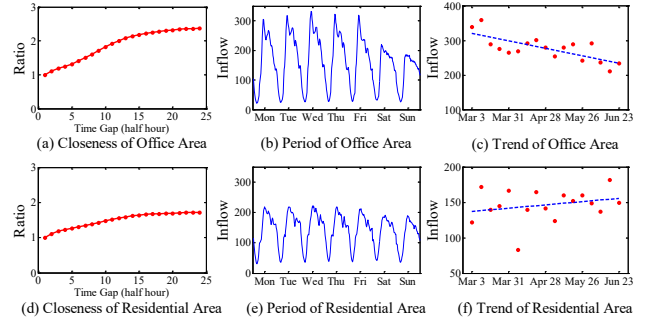 Ratio
3
2
1
0
0 5 10 15 20 25
Time Gap (half hour)
(a) Closeness of Office Area
Inflow
300
200
100
0
Mon Tue Wed Thu Fri Sat Sun
(b) Period of Office Area
Inflow
400
300
200
100
Mar 3 Mar 31 Apr 28 May 26 Jun 23
(c) Trend of Office Area
Ratio
3
2
1
0
0 5 10 15 20 25
Time Gap (half hour)
(d) Closeness of Residential Area
Inflow
300
200
100
0
Mon Tue Wed Thu Fri Sat Sun
(e) Period of Residential Area
Inflow
200
150
100
50
Mar 3 Mar 31 Apr 28 May 26 Jun 23
(f) Trend of Residential Area